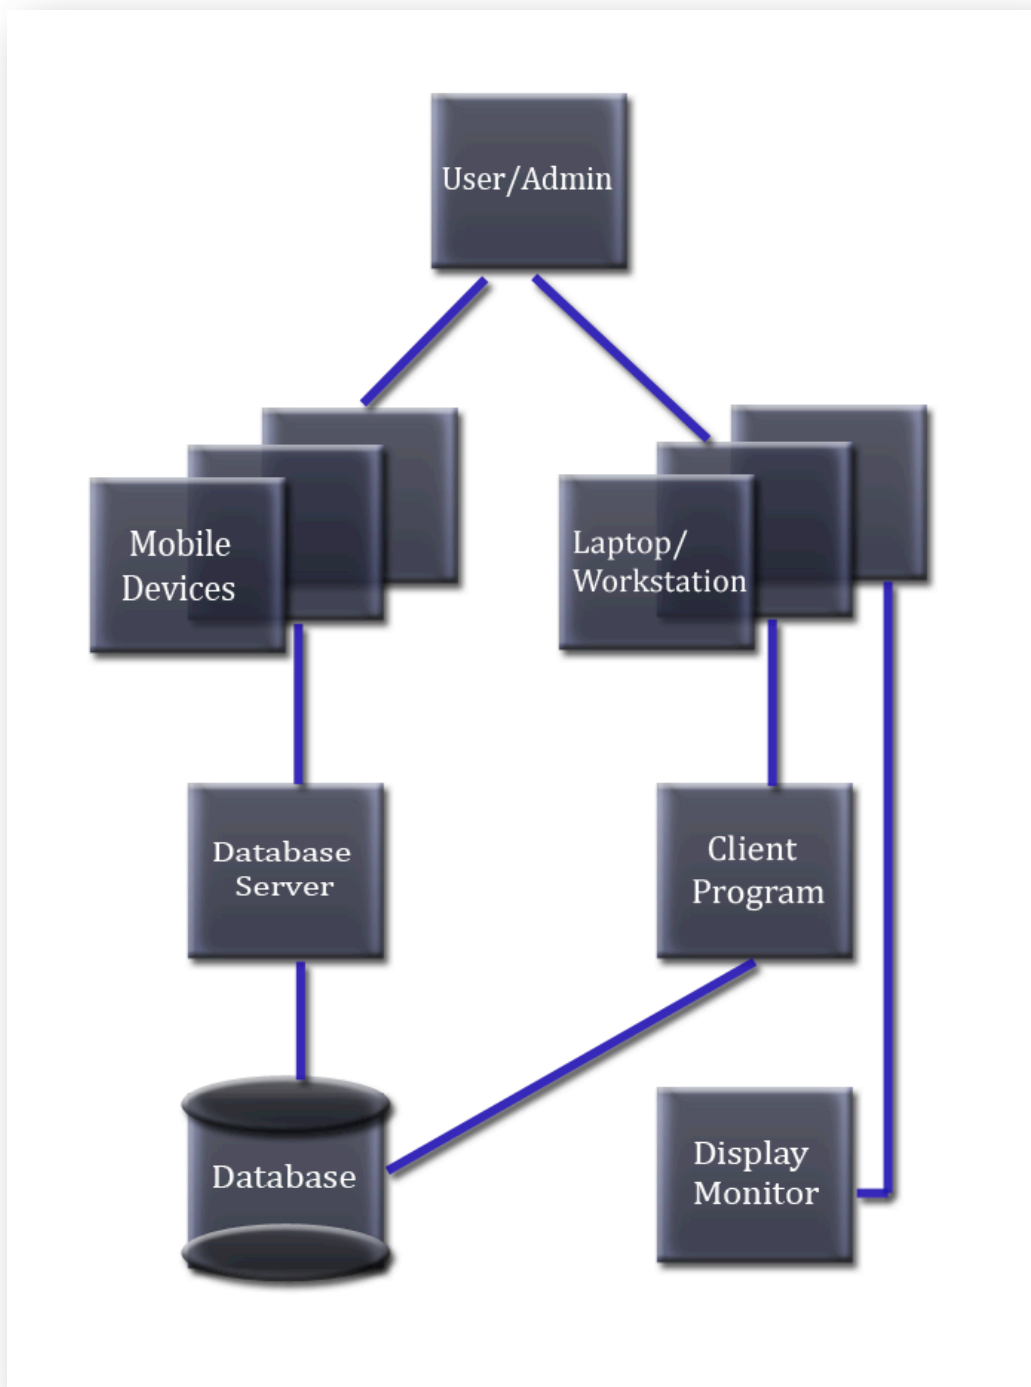 User/Admin
Mobile
Devices
Laptop/
Workstation
Database
Server
Client
Program
Database
Display
Monitor